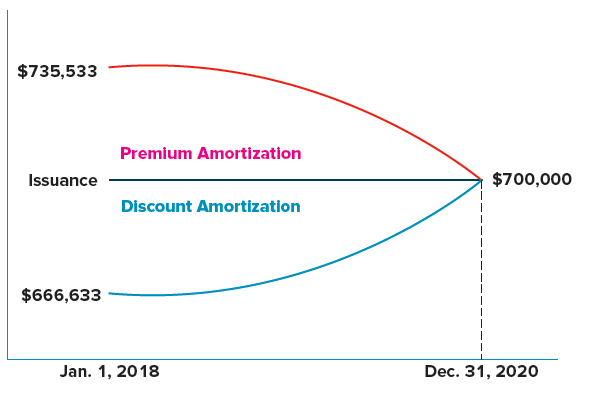 $735,533
Premium Amortization
Issuance
$700,000
Discount Amortization
$666,633
Jan. 1, 2018
Dec. 31, 2020